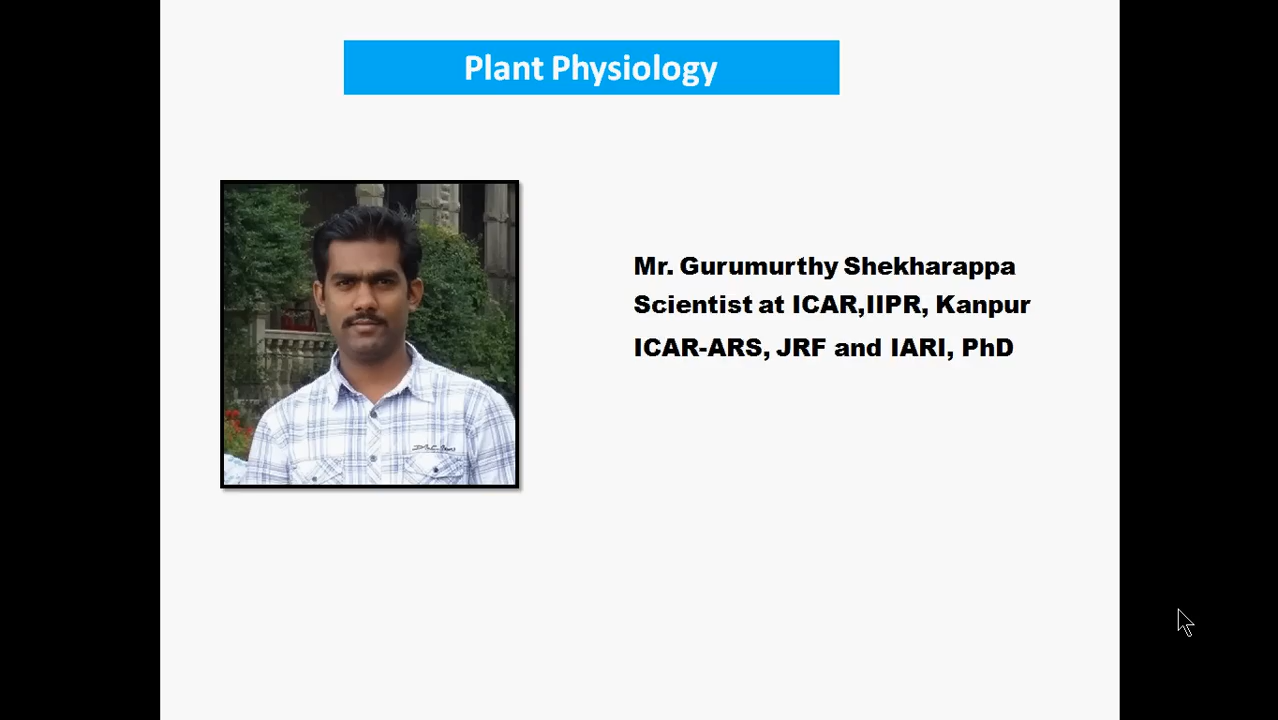 Plant Physiology
Mr. Gurumurthy Shekharappa
Scientist at ICAR,IIPR, Kanpur
ICAR-ARS, JRF and IARI, PhD